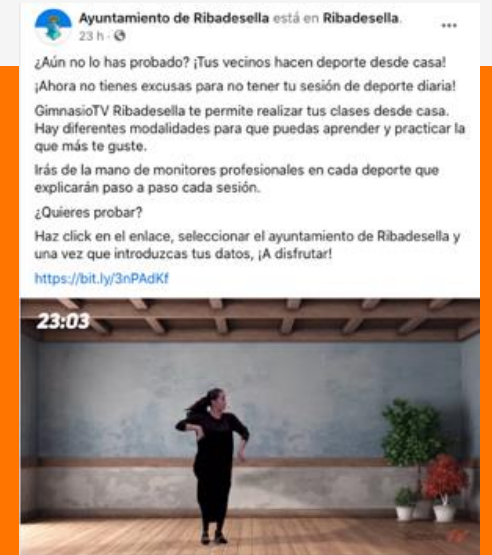 Ayuntamiento de Ribadesella está en Ribadesella.
23 h ·
¿Aún no lo has probado? ¡Tus vecinos hacen deporte desde casa!
¡Ahora no tienes excusas para no tener tu sesión de deporte diaria!
GimnasioTV Ribadesella te permite realizar tus clases desde casa.
Hay diferentes modalidades para que puedas aprender y practicar la
que más te guste.
Irás de la mano de monitores profesionales en cada deporte que
explicarán paso a paso cada sesión.
¿Quieres probar?
Haz click en el enlace, seleccionar el ayuntamiento de Ribadesella y
una vez que introduzcas tus datos, ¡A disfrutar!
https://bit.ly/3nPAdKf
23:03